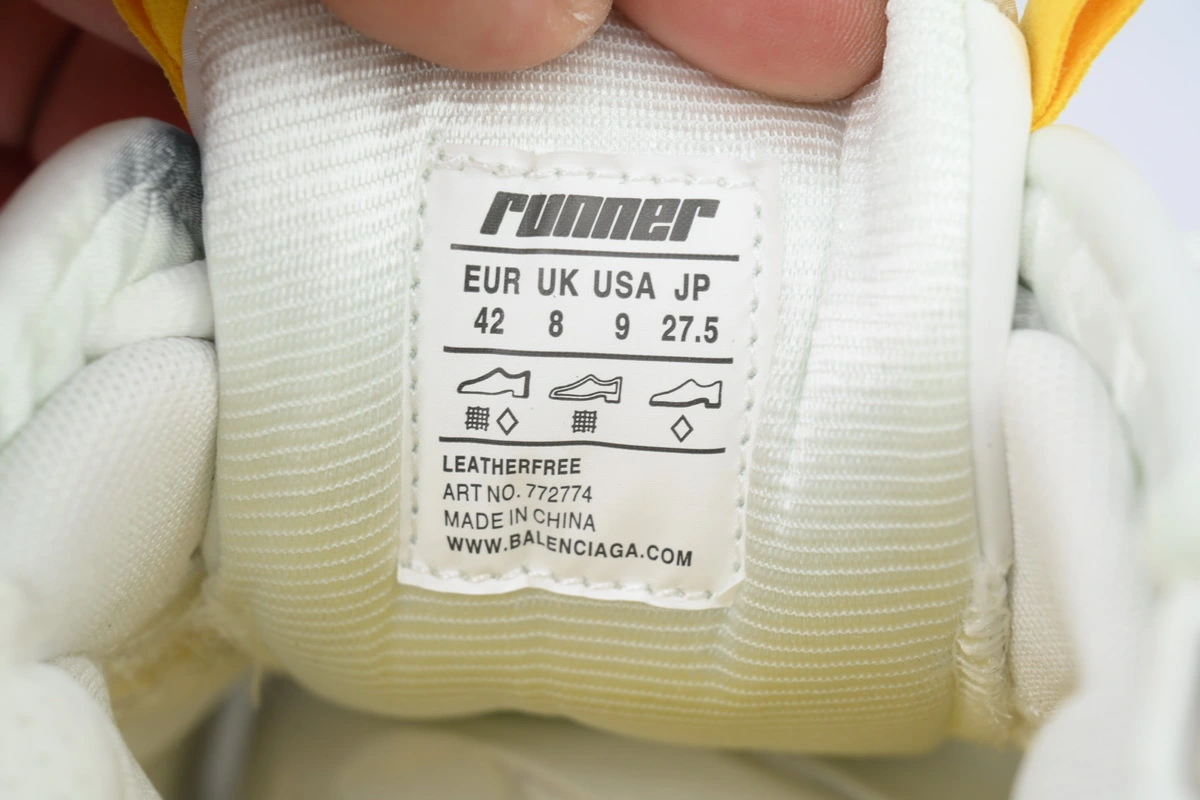 runner
EUR UK USA JP
42 8 9 27.5
LEATHERFREE
ART NO. 772774
MADE IN CHINA
WWW.BALENCIAGA.COM